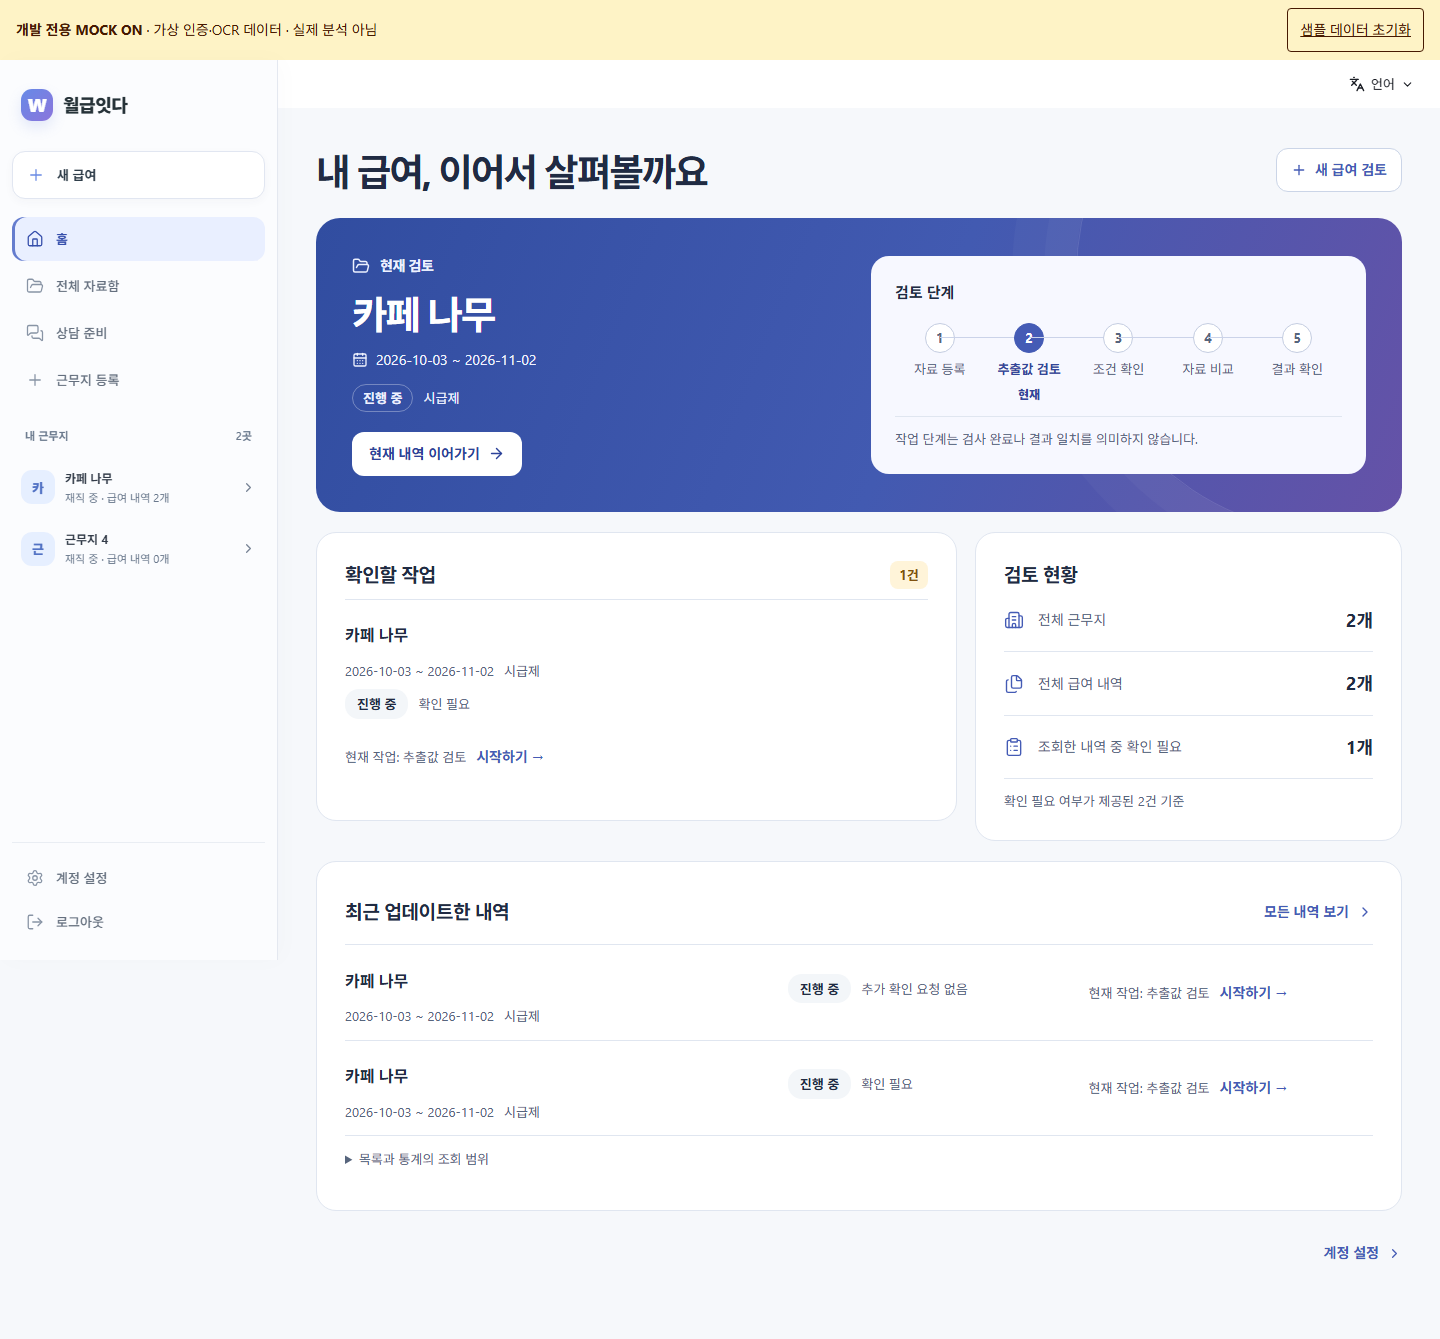 개발 전용 MOCK ON · 가상 인증·OCR 데이터 · 실제 분석 아님
샘플 데이터 초기화
W 월급잇다
언어
새 급여
홈
전체 자료함
상담 준비
근무지 등록
내 근무지 2곳
카 카페 나무
재직 중 · 급여 내역 2개
근 근무지 4
재직 중 · 급여 내역 0개
계정 설정
로그아웃
내 급여, 이어서 살펴볼까요
새 급여 검토
현재 검토
카페 나무
2026-10-03 ~ 2026-11-02
진행 중 시급제
현재 내역 이어가기 →
검토 단계
1 2 3 4 5
자료 등록 추출값 검토 조건 확인 자료 비교 결과 확인
현재
작업 단계는 검사 완료나 결과 일치를 의미하지 않습니다.
확인할 작업 1건
카페 나무
2026-10-03 ~ 2026-11-02 시급제
진행 중 확인 필요
현재 작업: 추출값 검토 시작하기 →
검토 현황
전체 근무지 2개
전체 급여 내역 2개
조회한 내역 중 확인 필요 1개
확인 필요 여부가 제공된 2건 기준
최근 업데이트한 내역 모든 내역 보기
카페 나무
2026-10-03 ~ 2026-11-02 시급제
진행 중 추가 확인 요청 없음
현재 작업: 추출값 검토 시작하기 →
카페 나무
2026-10-03 ~ 2026-11-02 시급제
진행 중 확인 필요
현재 작업: 추출값 검토 시작하기 →
▶ 목록과 통계의 조회 범위
계정 설정